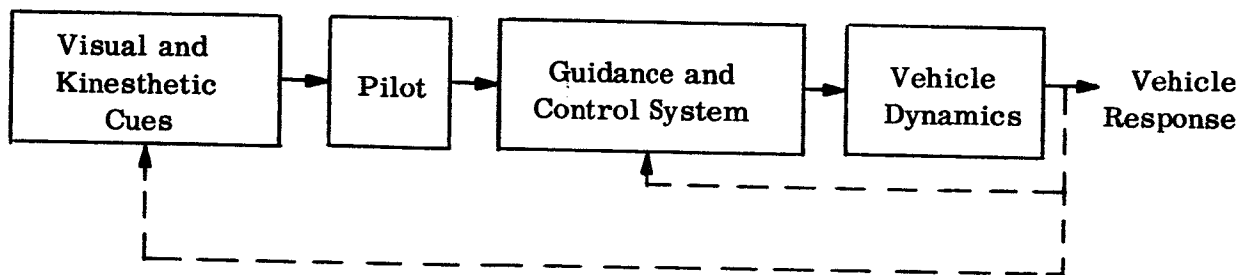 Visual and
Kinesthetic
Cues
Pilot
Guidance and
Control System
Vehicle
Dynamics
Vehicle
Response